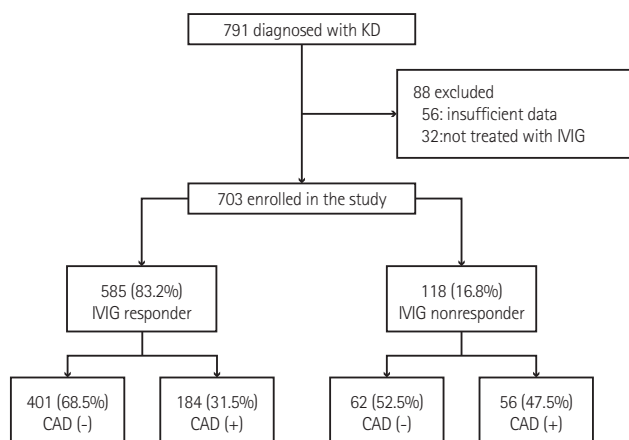 791 diagnosed with KD
88 excluded
56: insufficient data
32:not treated with IVIG
703 enrolled in the study
585 (83.2%)
IVIG responder
118 (16.8%)
IVIG nonresponder
401 (68.5%)
CAD (-)
184 (31.5%)
CAD (+)
62 (52.5%)
CAD (-)
56 (47.5%)
CAD (+)